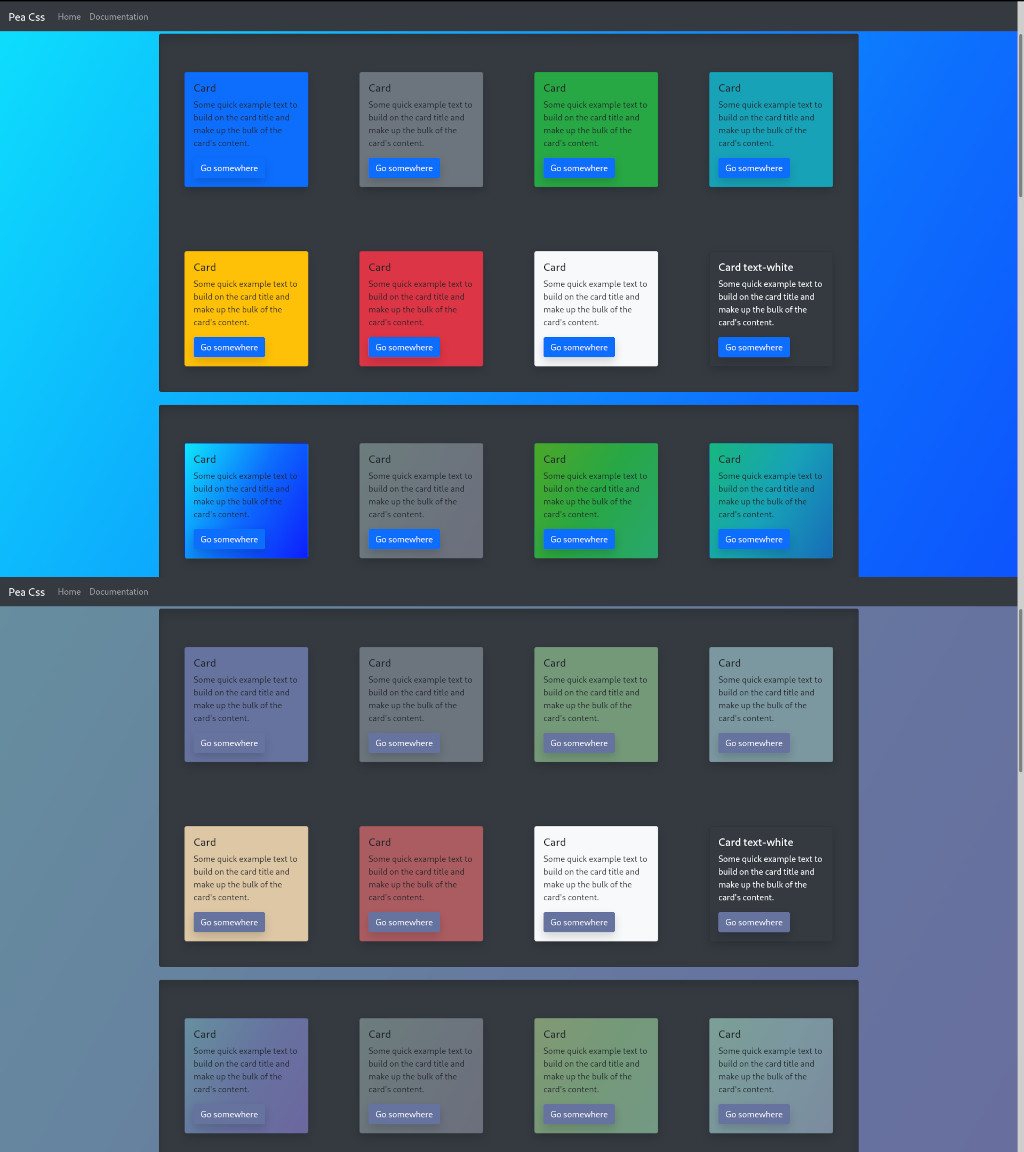 Pea Css Home Documentation
Card Card Card Card
Some quick example text to Some quick example text to Some quick example text to Some quick example text to
build on the card title and build on the card title and build on the card title and build on the card title and
make up the bulk of the make up the bulk of the make up the bulk of the make up the bulk of the
card's content. card's content. card's content. card's content.
Go somewhere Go somewhere Go somewhere Go somewhere
Card Card Card Card text-white
Some quick example text to Some quick example text to Some quick example text to Some quick example text to
build on the card title and build on the card title and build on the card title and build on the card title and
make up the bulk of the make up the bulk of the make up the bulk of the make up the bulk of the
card's content. card's content. card's content. card's content.
Go somewhere Go somewhere Go somewhere Go somewhere
Card Card Card Card
Some quick example text to Some quick example text to Some quick example text to Some quick example text to
build on the card title and build on the card title and build on the card title and build on the card title and
make up the bulk of the make up the bulk of the make up the bulk of the make up the bulk of the
card's content. card's content. card's content. card's content.
Go somewhere Go somewhere Go somewhere Go somewhere
Pea Css Home Documentation
Card Card Card Card
Some quick example text to Some quick example text to Some quick example text to Some quick example text to
build on the card title and build on the card title and build on the card title and build on the card title and
make up the bulk of the make up the bulk of the make up the bulk of the make up the bulk of the
card's content. card's content. card's content. card's content.
Go somewhere Go somewhere Go somewhere Go somewhere
Card Card Card Card text-white
Some quick example text to Some quick example text to Some quick example text to Some quick example text to
build on the card title and build on the card title and build on the card title and build on the card title and
make up the bulk of the make up the bulk of the make up the bulk of the make up the bulk of the
card's content. card's content. card's content. card's content.
Go somewhere Go somewhere Go somewhere Go somewhere
Card Card Card Card
Some quick example text to Some quick example text to Some quick example text to Some quick example text to
build on the card title and build on the card title and build on the card title and build on the card title and
make up the bulk of the make up the bulk of the make up the bulk of the make up the bulk of the
card's content. card's content. card's content. card's content.
Go somewhere Go somewhere Go somewhere Go somewhere